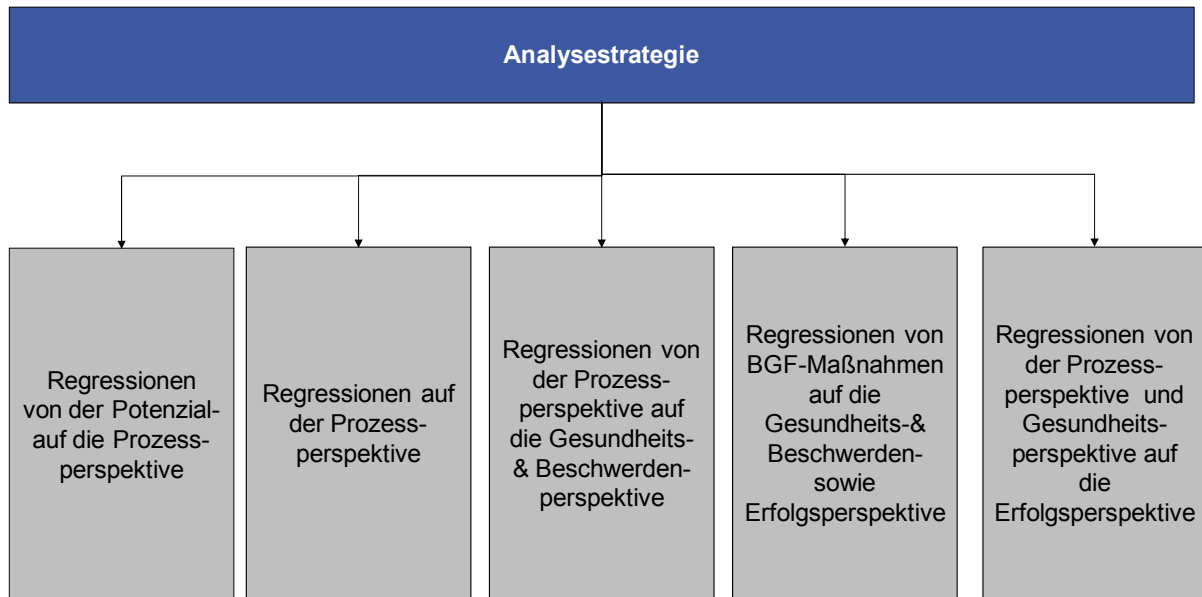 Analysestrategie
Regressionen
von der Potenzial-
auf die Prozess-
perspektive
Regressionen auf
der Prozess-
perspektive
Regressionen von
der Prozess-
perspektive auf
die Gesundheits-
& Beschwerden-
perspektive
Regressionen von
BGF-Maßnahmen
auf die
Gesundheits-&
Beschwerden-
sowie
Erfolgsperspektive
Regressionen von
der Prozess-
perspektive und
Gesundheits-
perspektive auf
die
Erfolgsperspektive